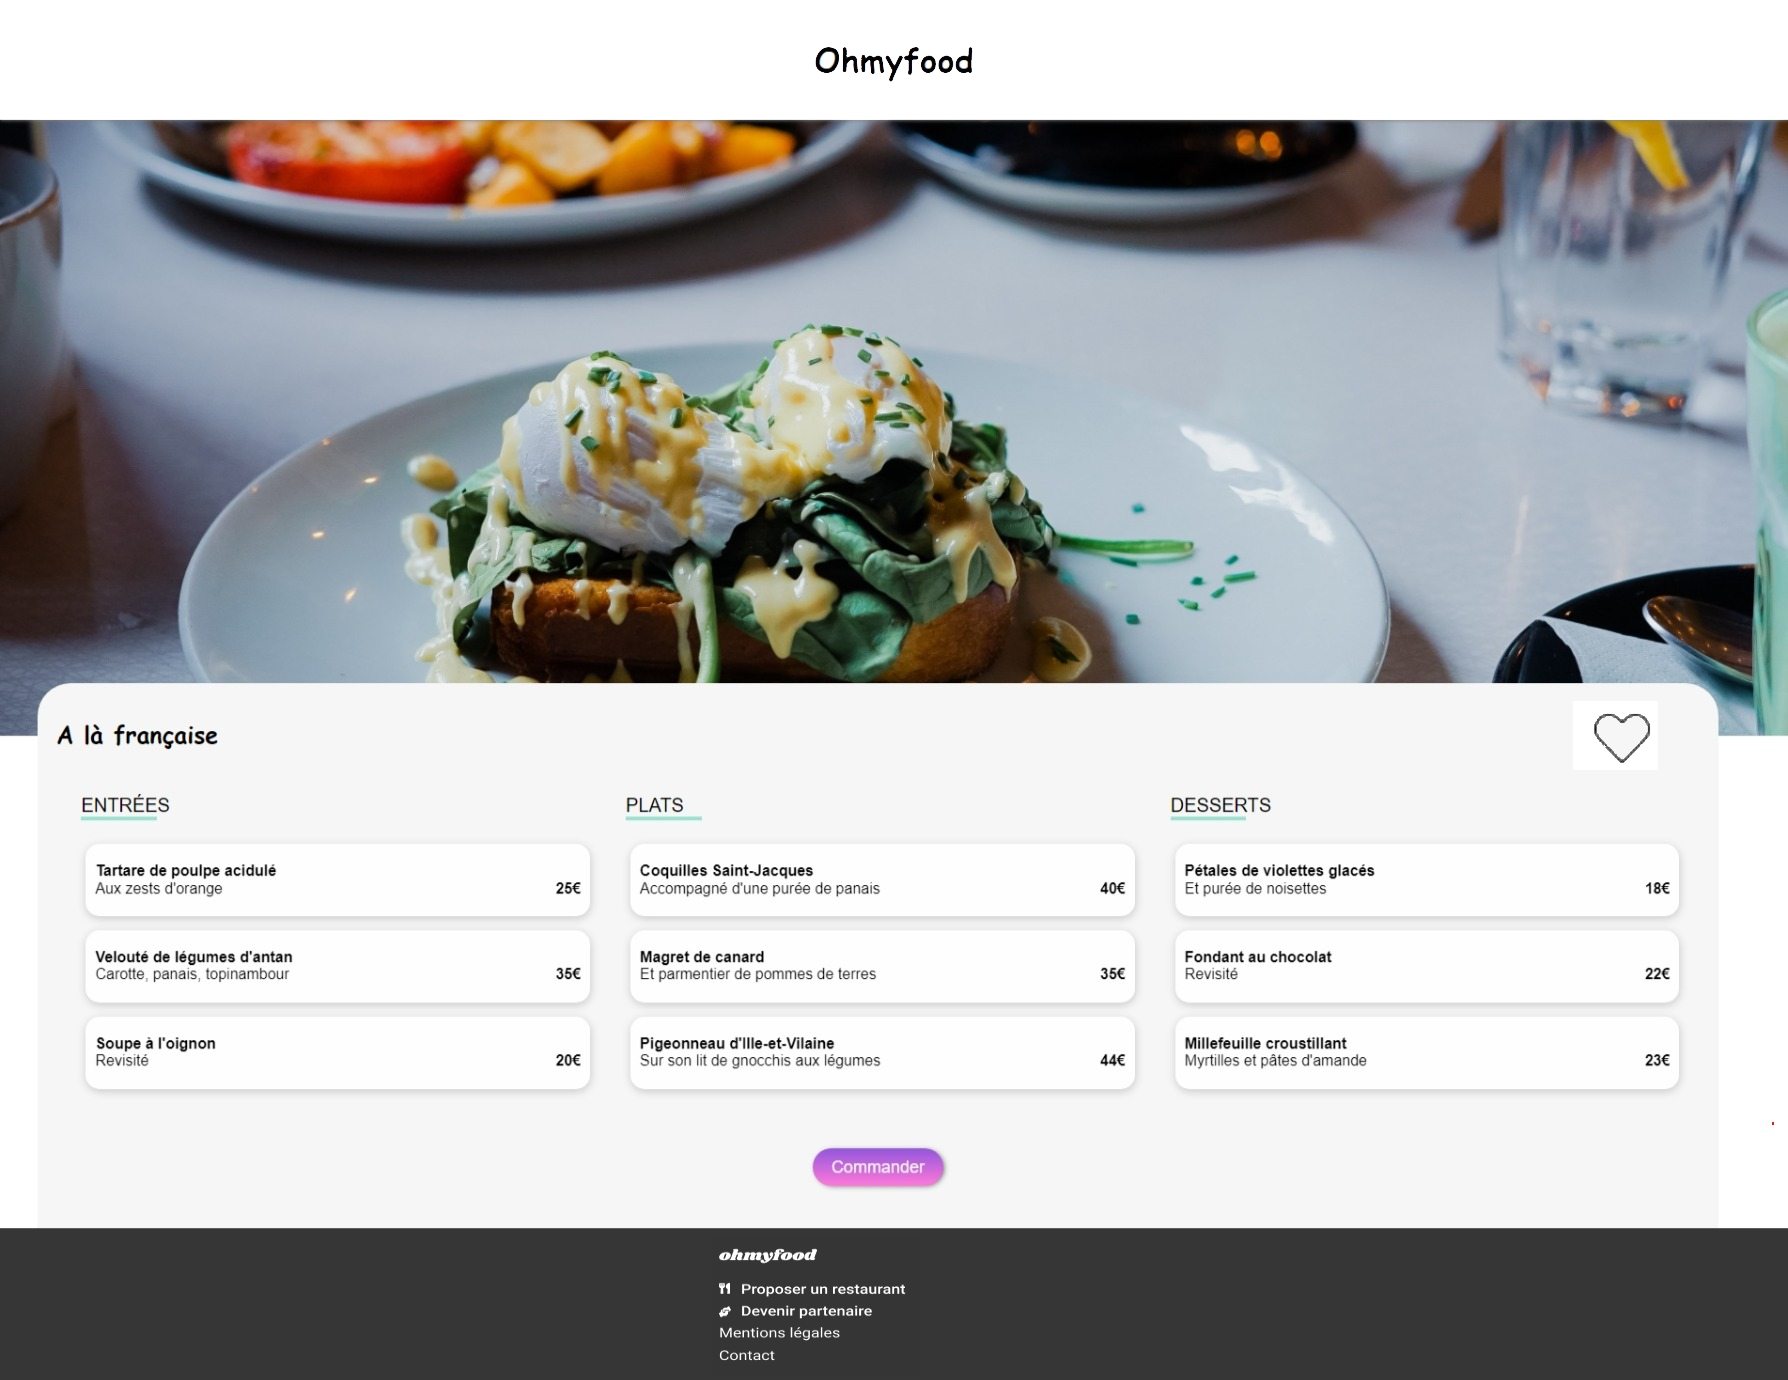 Ohmyfood
A là française
ENTRÉES
Tartare de poulpe acidulé
Aux zests d'orange
25€
Velouté de légumes d'antan
Carotte, panais, topinambour
35€
Soupe à l'oignon
Revisité
20€
PLATS
Coquilles Saint-Jacques
Accompagné d'une purée de panais
40€
Magret de canard
Et parmentier de pommes de terres
35€
Pigeonneau d'Ille-et-Vilaine
Sur son lit de gnocchis aux légumes
44€
DESSERTS
Pétales de violettes glacés
Et purée de noisettes
18€
Fondant au chocolat
Revisité
22€
Millefeuille croustillant
Myrtilles et pâtes d'amande
23€
Commander
ohmyfood
Proposer un restaurant
Devenir partenaire
Mentions légales
Contact